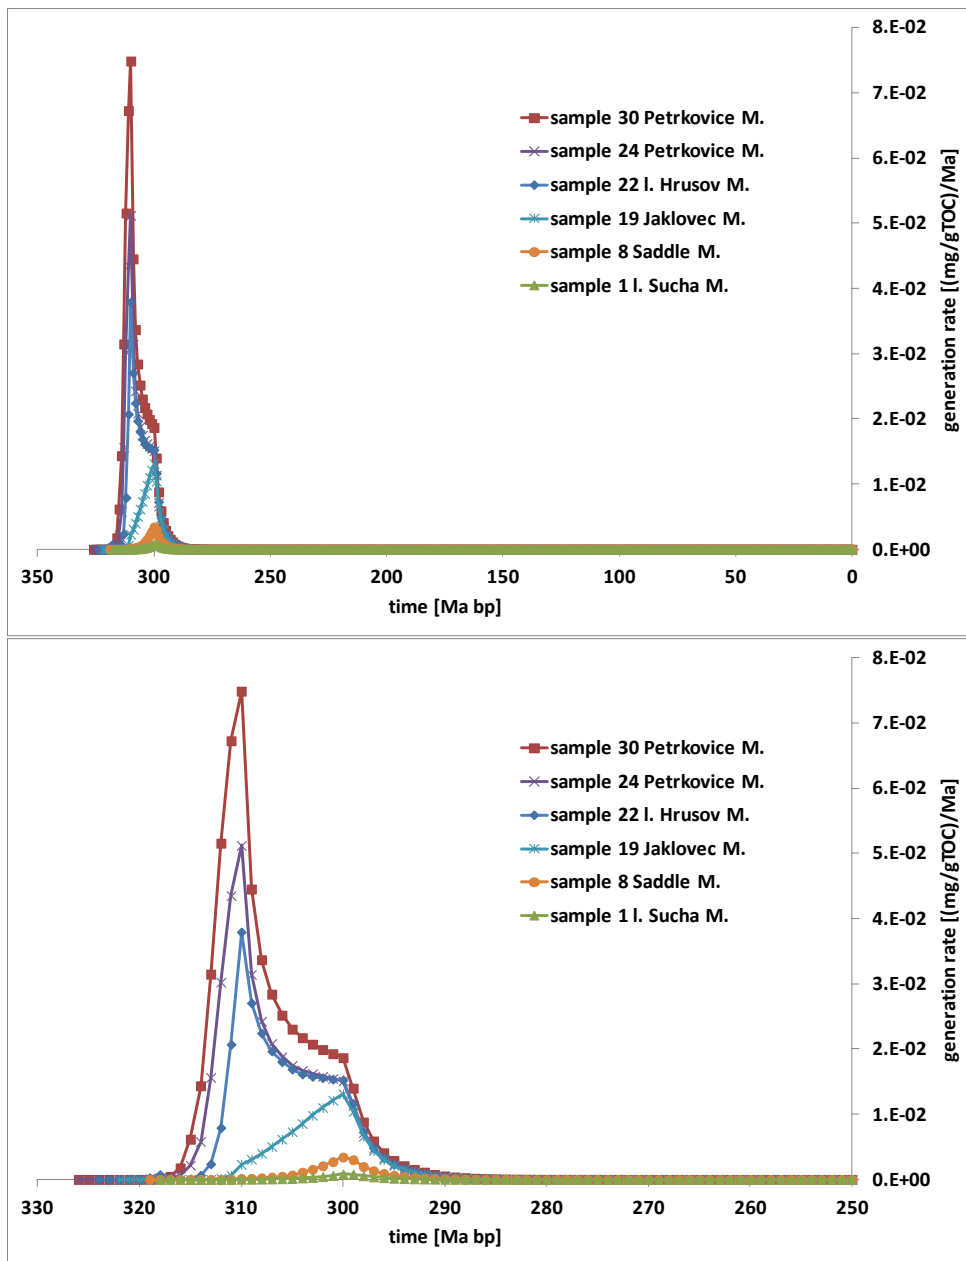 8.E-02
7.E-02
6.E-02
5.E-02
4.E-02
3.E-02
2.E-02
1.E-02
0.E+00
generation rate [(mg/gTOC)/Ma]
sample 30 Petrkovice M.
sample 24 Petrkovice M.
sample 22 l. Hrusov M.
sample 19 Jaklovec M.
sample 8 Saddle M.
sample 1 l. Sucha M.
350 300 250 200 150 100 50 0
time [Ma bp]
8.E-02
7.E-02
6.E-02
5.E-02
4.E-02
3.E-02
2.E-02
1.E-02
0.E+00
generation rate [(mg/gTOC)/Ma]
sample 30 Petrkovice M.
sample 24 Petrkovice M.
sample 22 l. Hrusov M.
sample 19 Jaklovec M.
sample 8 Saddle M.
sample 1 l. Sucha M.
330 320 310 300 290 280 270 260 250
time [Ma bp]